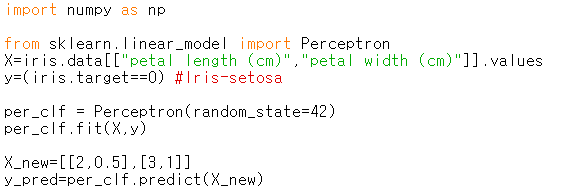 import numpy as np
from sklearn.linear_model import Perceptron
X=iris.data[["petal length (cm)","petal width (cm)"]].values
y=(iris.target==0) #Iris-setosa
per_clf = Perceptron(random_state=42)
per_clf.fit(X,y)
X_new=[[2,0.5],[3,1]]
y_pred=per_clf.predict(X_new)